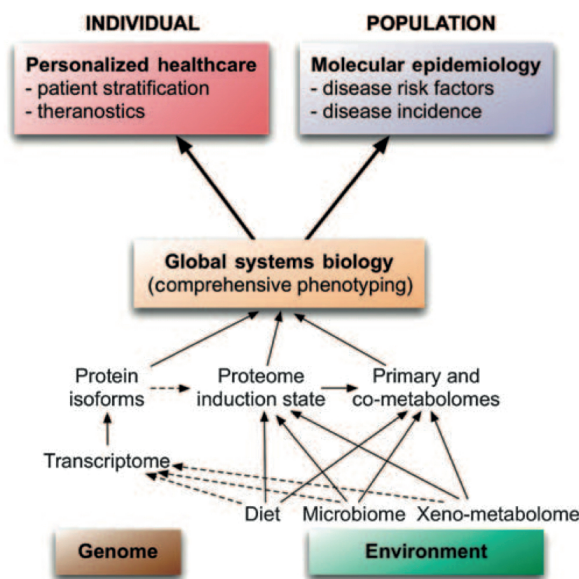 INDIVIDUAL
POPULATION
Personalized healthcare
- patient stratification
- theranostics
Molecular epidemiology
- disease risk factors
- disease incidence
Global systems biology
(comprehensive phenotyping)
Protein
isoforms
Proteome
induction state
Primary and
co-metabolomes
Transcriptome
Diet
Microbiome
Xeno-metabolome
Genome
Environment